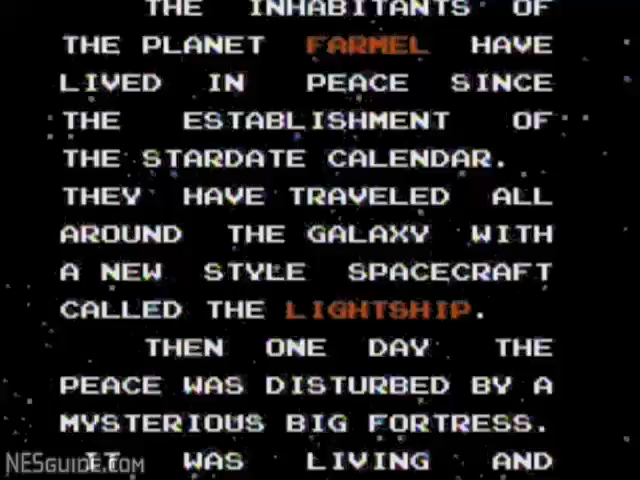 THE INHABITANTS OF
THE PLANET FARMEL HAVE
LIVED IN PEACE SINCE
THE ESTABLISHMENT OF
THE STARDATE CALENDAR.
THEY HAVE TRAVELED ALL
AROUND THE GALAXY WITH
A NEW STYLE SPACECRAFT
CALLED THE LIGHTSHIP.
THEN ONE DAY THE
PEACE WAS DISTURBED BY A
MYSTERIOUS BIG FORTRESS.
IT WAS LIVING AND
NESGUIDE.COM